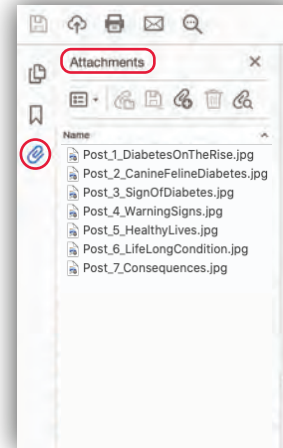 Attachments
Name
Post_1_DiabetesOnTheRise.jpg
Post_2_CanineFelineDiabetes.jpg
Post_3_SignOfDiabetes.jpg
Post_4_WarningSigns.jpg
Post_5_HealthyLives.jpg
Post_6_LifeLongCondition.jpg
Post_7_Consequences.jpg